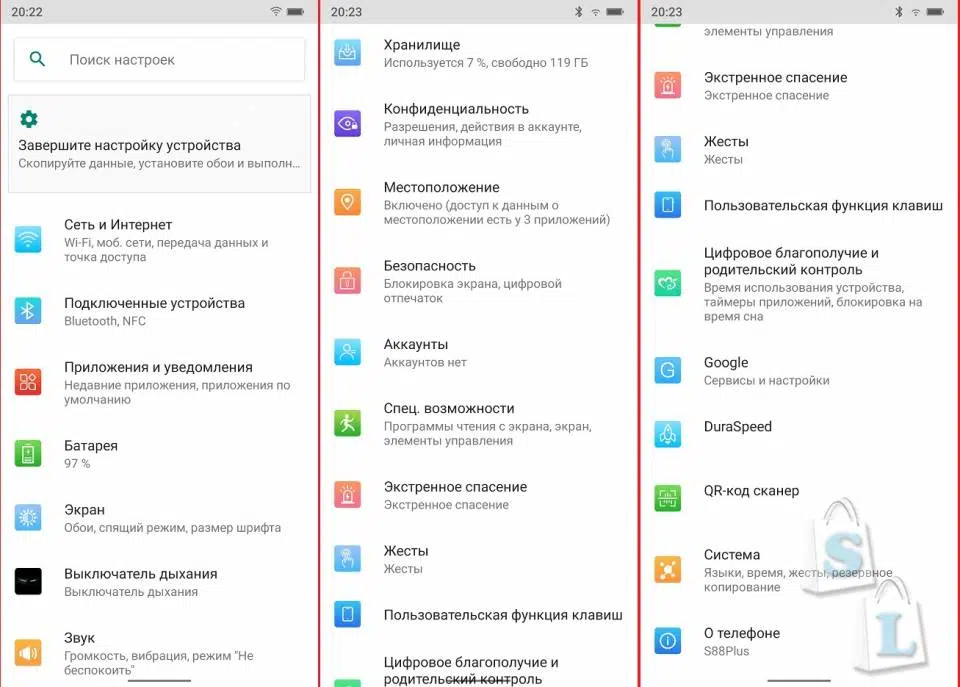 20:22
Поиск настроек
Завершите настройку устройства
Скопируйте данные, установите обои и выполн...
Сеть и Интернет
Wi-Fi, моб. сети, передача данных и
точка доступа
Подключенные устройства
Bluetooth, NFC
Приложения и уведомления
Недавние приложения, приложения по
умолчанию
Батарея
97 %
Экран
Обои, спящий режим, размер шрифта
Выключатель дыхания
Выключатель дыхания
Звук
Громкость, вибрация, режим "Не
беспокоить"
20:23
Хранилище
Используется 7 %, свободно 119 ГБ
Конфиденциальность
Разрешения, действия в аккаунте,
личная информация
Местоположение
Включено (доступ к данным о
местоположении есть у 3 приложений)
Безопасность
Блокировка экрана, цифровой
отпечаток
Аккаунты
Аккаунтов нет
Спец. возможности
Программы чтения с экрана, экран,
элементы управления
Экстренное спасение
Экстренное спасение
Жесты
Жесты
Пользовательская функция клавиш
Цифровое благополучие и
родительский контроль
20:23
элементы управления
Экстренное спасение
Экстренное спасение
Жесты
Жесты
Пользовательская функция клавиш
Цифровое благополучие и
родительский контроль
Время использования устройства,
таймеры приложений, блокировка на
время сна
Google
Сервисы и настройки
DuraSpeed
QR-код сканер
Система
Языки, время, жесты, резервное
копирование
О телефоне
S88Plus
S
L